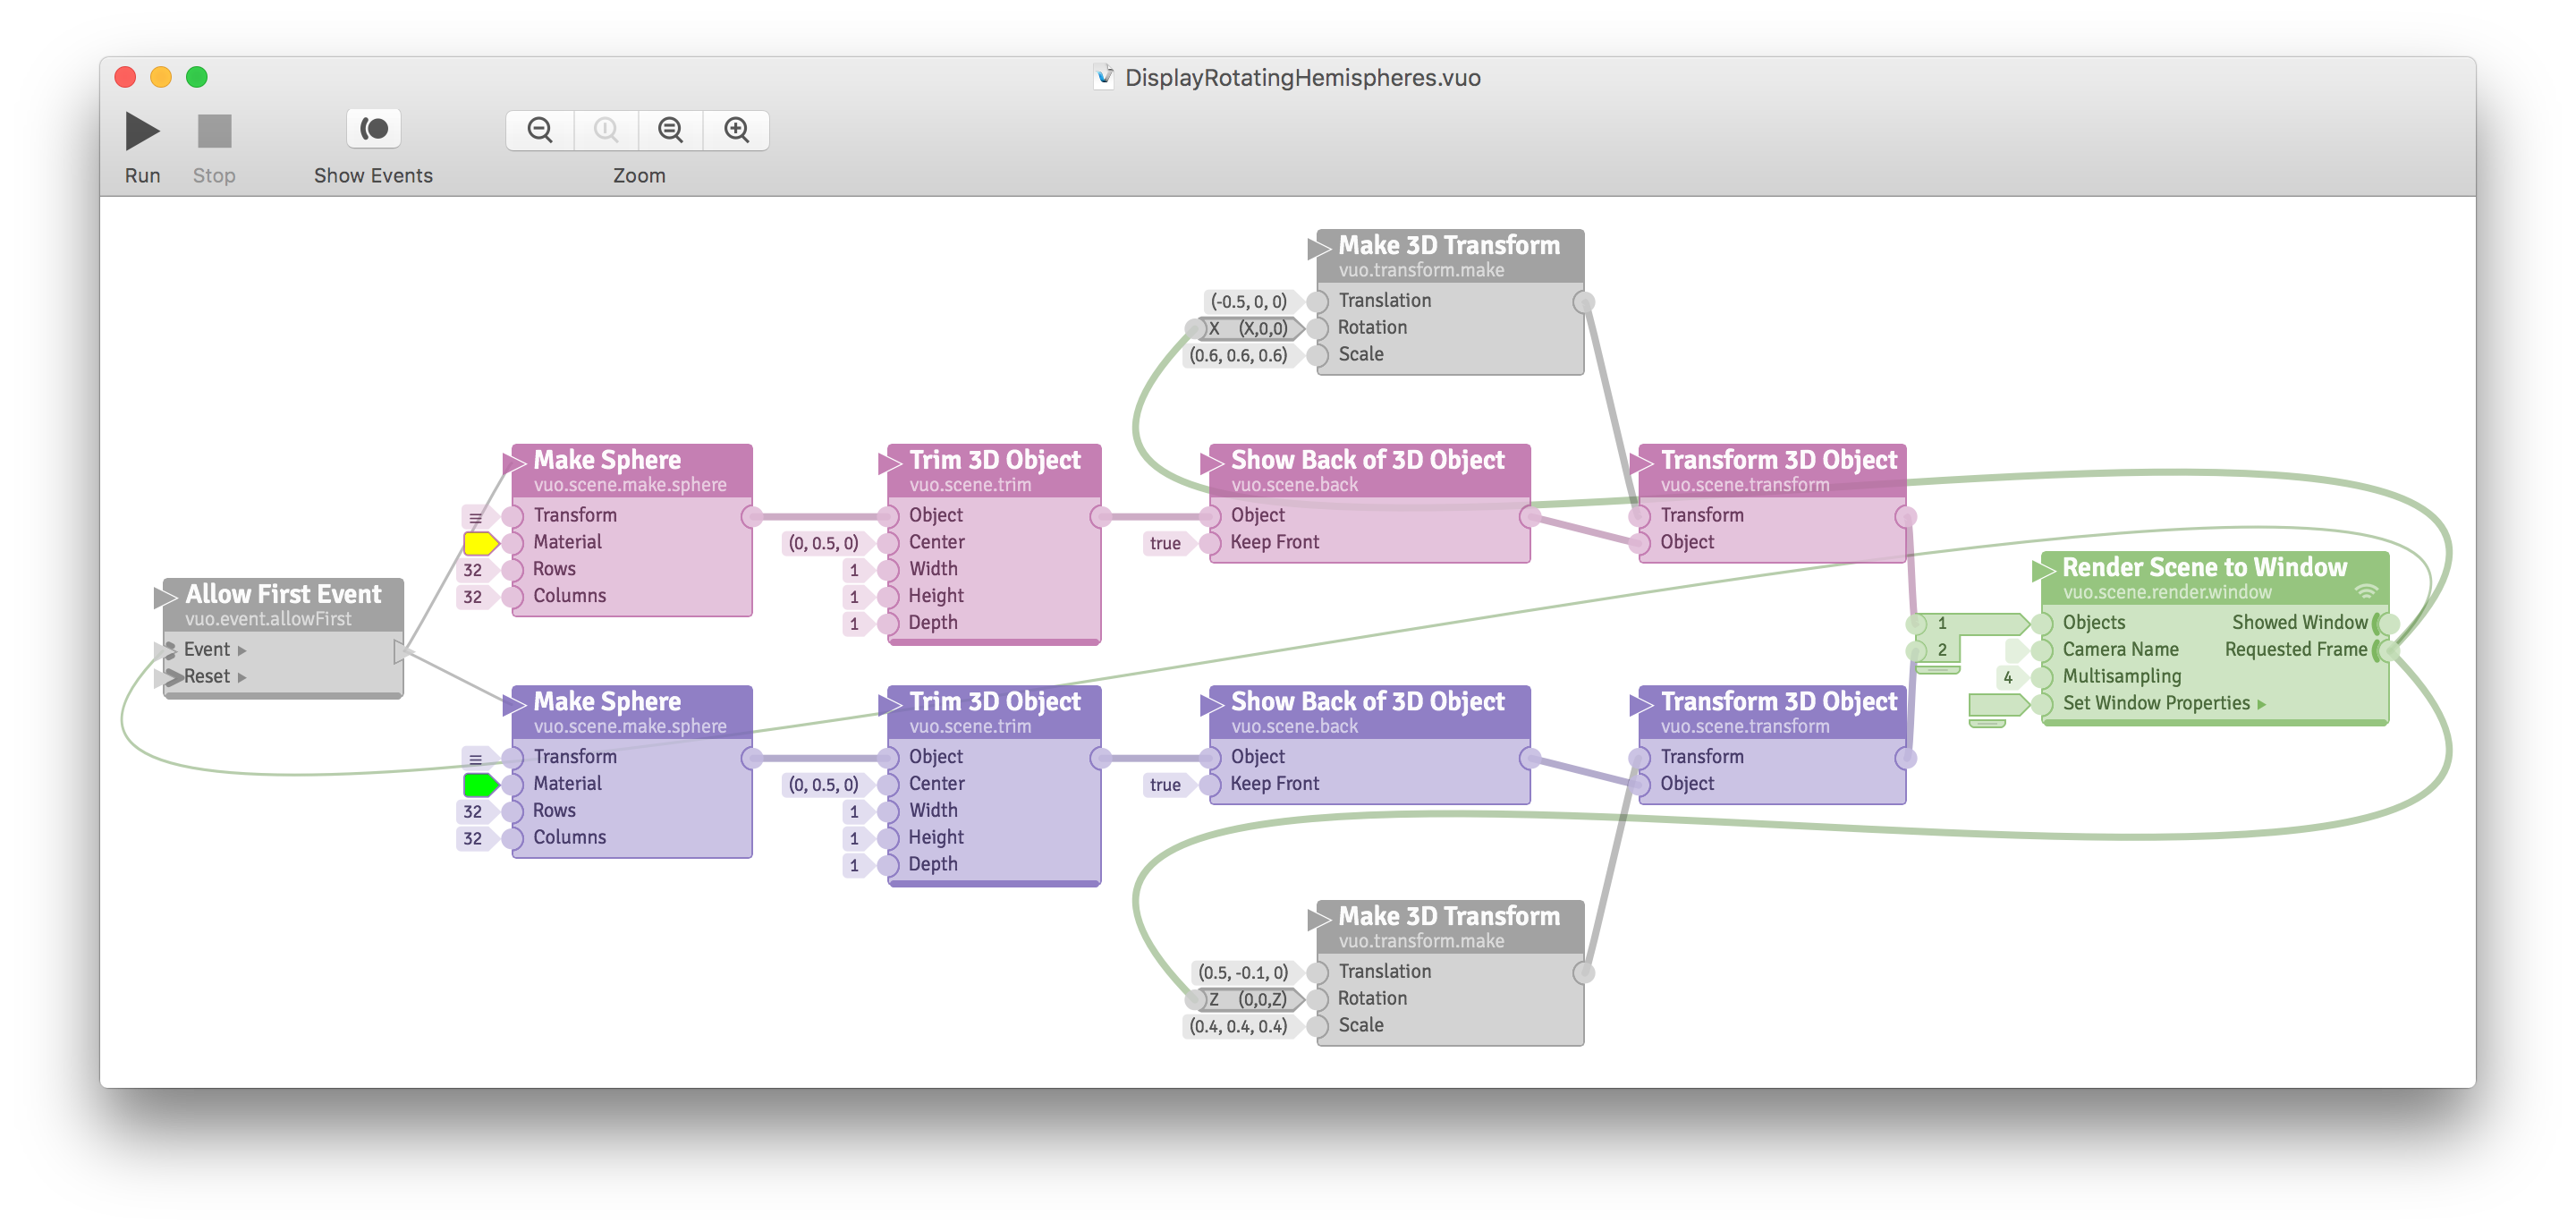 DisplayRotatingHemispheres.vuo
Run
Stop
Show Events
Zoom
Make 3D Transform
vuo.transform.make
(-0.5, 0, 0)
Translation
X (X,0,0)
Rotation
(0.6, 0.6, 0.6)
Scale
Make Sphere
vuo.scene.make.sphere
Transform
Material
32 Rows
32 Columns
Trim 3D Object
vuo.scene.trim
Object
(0, 0.5, 0) Center
1 Width
1 Height
1 Depth
Show Back of 3D Object
vuo.scene.back
Object
true Keep Front
Transform 3D Object
vuo.scene.transform
Transform
Object
Allow First Event
vuo.event.allowFirst
Event
Reset
Render Scene to Window
vuo.scene.render.window
1 Objects Showed Window
2 Camera Name Requested Frame
4 Multisampling
Set Window Properties
Make Sphere
vuo.scene.make.sphere
Transform
Material
32 Rows
32 Columns
Trim 3D Object
vuo.scene.trim
Object
(0, 0.5, 0) Center
1 Width
1 Height
1 Depth
Show Back of 3D Object
vuo.scene.back
Object
true Keep Front
Transform 3D Object
vuo.scene.transform
Transform
Object
Make 3D Transform
vuo.transform.make
(0.5, -0.1, 0) Translation
Z (0,0,Z) Rotation
(0.4, 0.4, 0.4) Scale